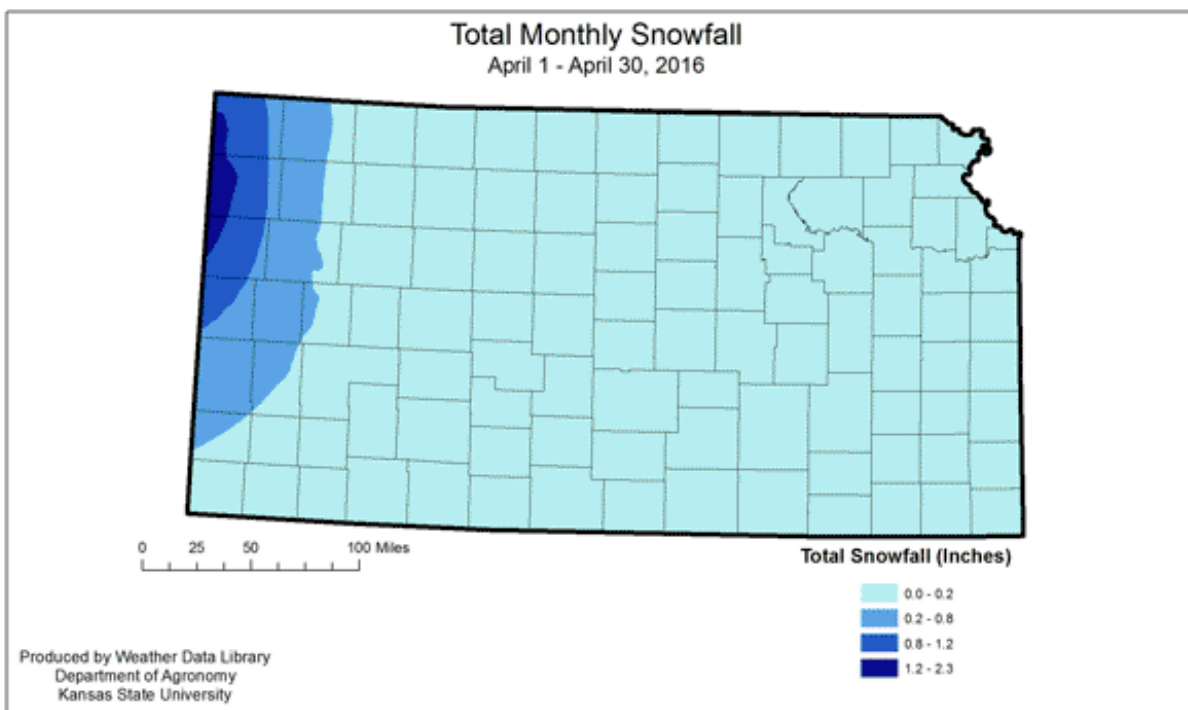 Total Monthly Snowfall
April 1 - April 30, 2016
0 25 50 100 Miles
Total Snowfall (Inches)
0.0 - 0.2
0.2 - 0.8
0.8 - 1.2
1.2 - 2.3
Produced by Weather Data Library
Department of Agronomy
Kansas State University